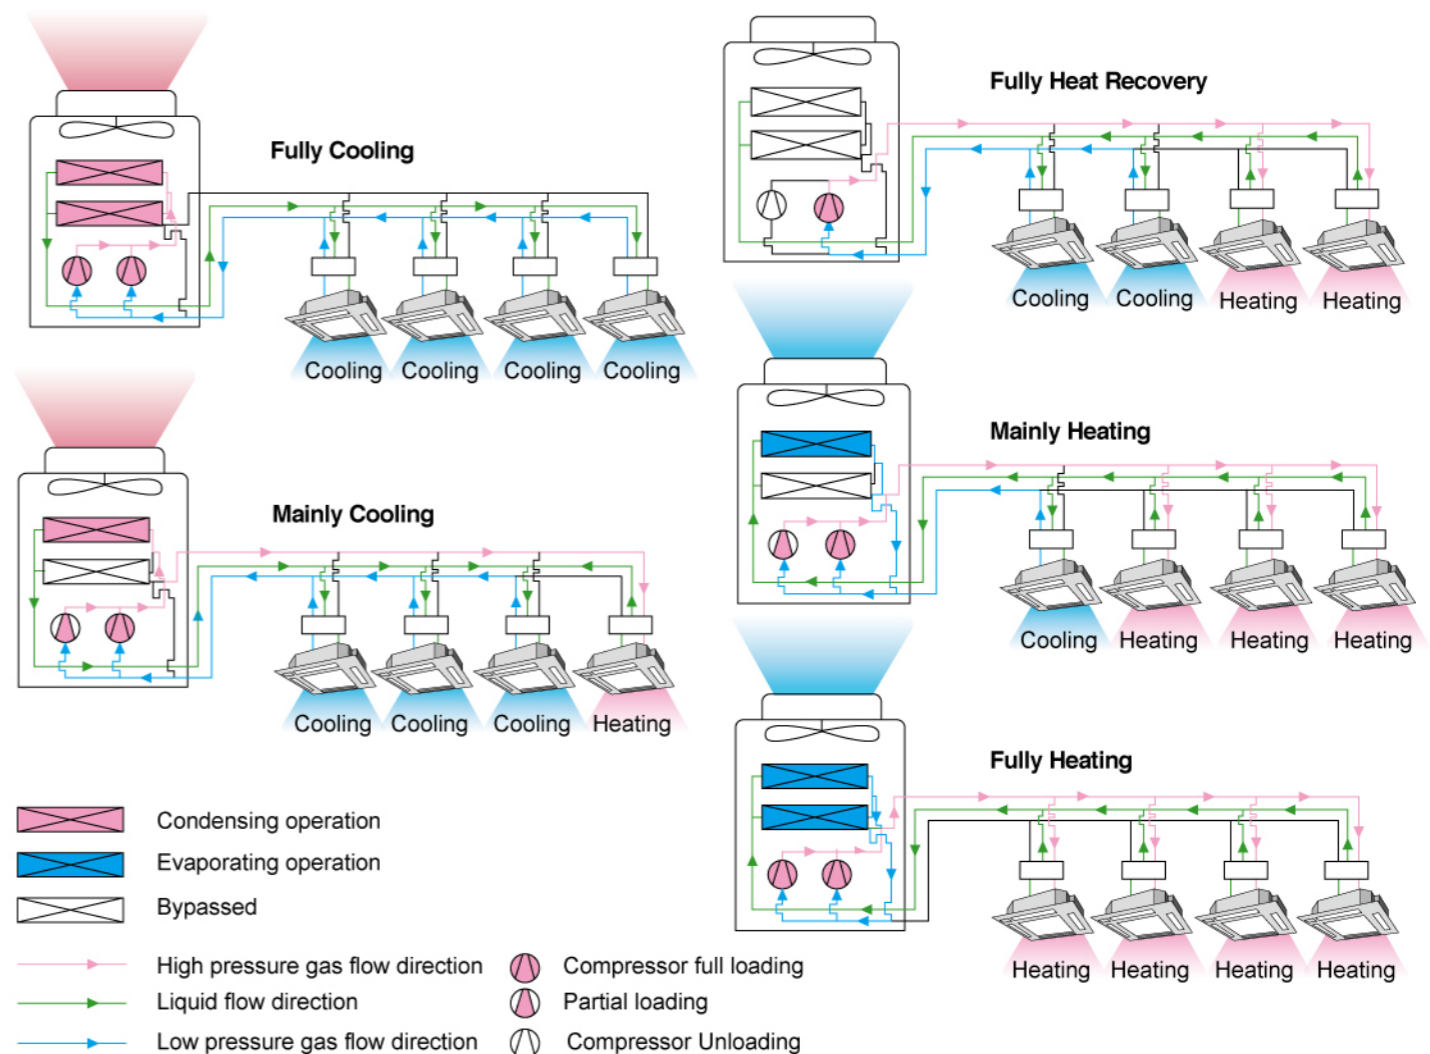 Fully Cooling
Cooling Cooling Cooling Cooling
Mainly Cooling
Cooling Cooling Cooling Heating
Fully Heat Recovery
Cooling Cooling Heating Heating
Mainly Heating
Cooling Heating Heating Heating
Fully Heating
Heating Heating Heating Heating
Condensing operation
Evaporating operation
Bypassed
High pressure gas flow direction
Liquid flow direction
Low pressure gas flow direction
Compressor full loading
Partial loading
Compressor Unloading